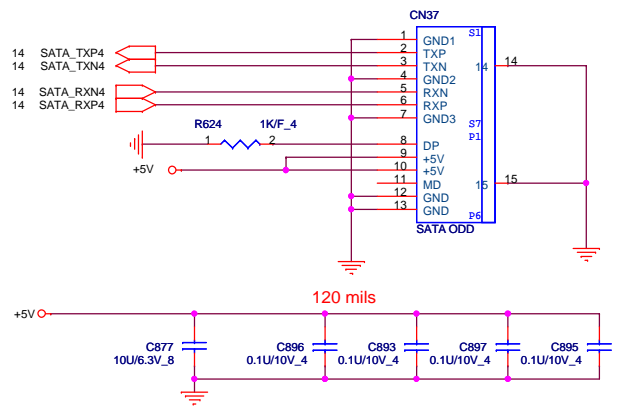 CN37
1 GND1 S1
14 SATA_TXP4 2 TXP
14 SATA_TXN4 3 TXN 14 14
4 GND2
14 SATA_RXN4 5 RXN
14 SATA_RXP4 6 RXP
7 GND3 S7
R624 1K/F_4 P1
1 2 8 DP
9 +5V
+5V 10 +5V
11 MD 15 15
12 GND
13 GND P6
SATA ODD
120 mils
+5V
C877 C896 C893 C897 C895
10U/6.3V_8 0.1U/10V_4 0.1U/10V_4 0.1U/10V_4 0.1U/10V_4